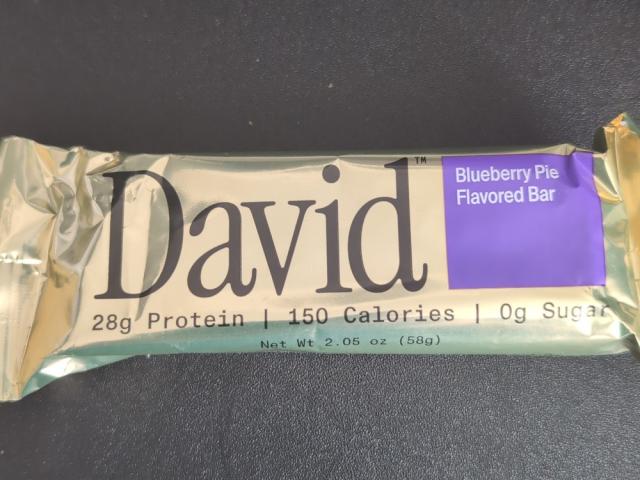 David™
Blueberry Pie
Flavored Bar
28g Protein | 150 Calories | 0g Sugar
Net Wt 2.05 oz (58g)